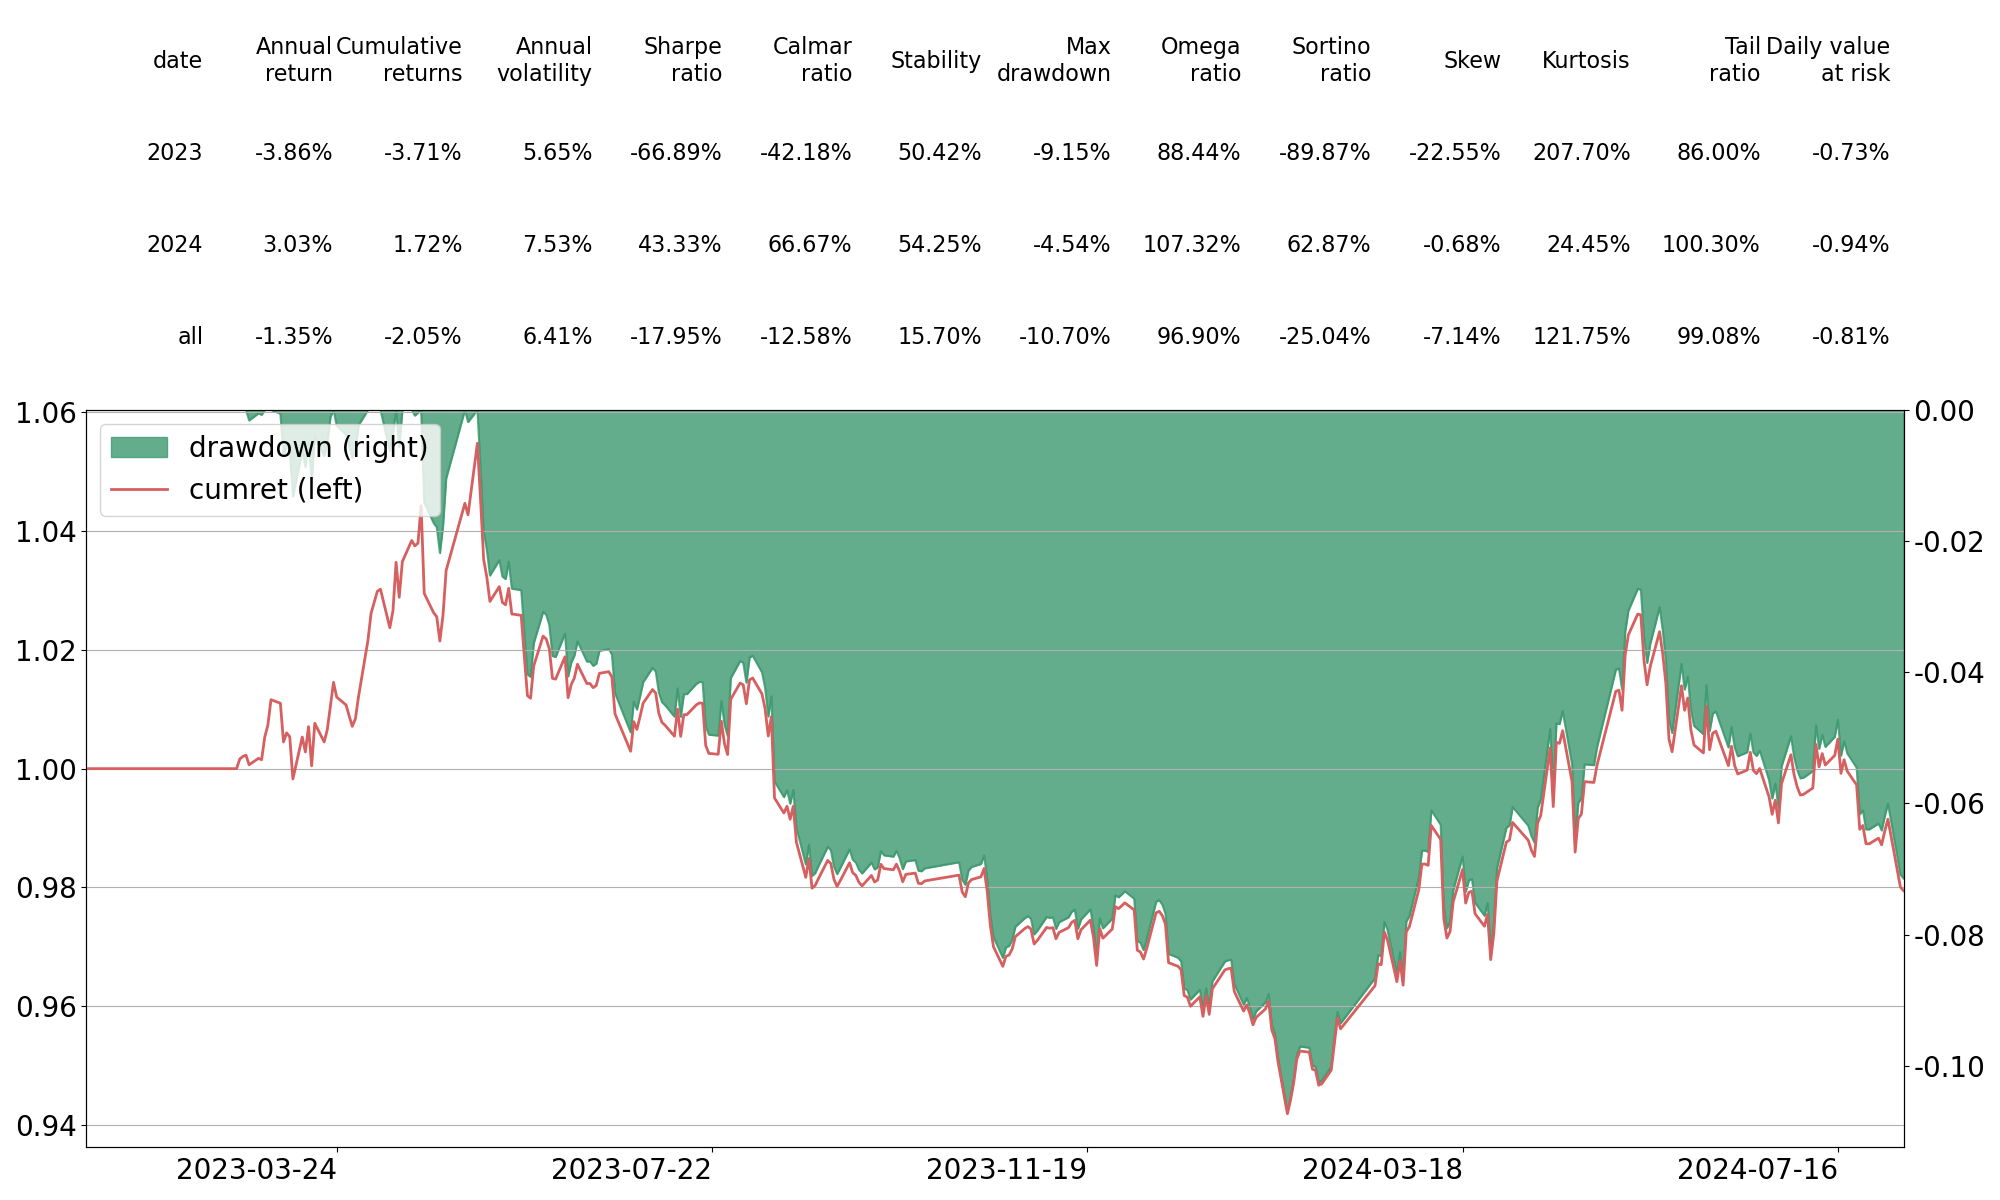 date Annual return Cumulative returns Annual volatility Sharpe ratio Calmar ratio Stability Max drawdown Omega ratio Sortino ratio Skew Kurtosis Tail ratio Daily value at risk
2023 -3.86% -3.71% 5.65% -66.89% -42.18% 50.42% -9.15% 88.44% -89.87% -22.55% 207.70% 86.00% -0.73%
2024 3.03% 1.72% 7.53% 43.33% 66.67% 54.25% -4.54% 107.32% 62.87% -0.68% 24.45% 100.30% -0.94%
all -1.35% -2.05% 6.41% -17.95% -12.58% 15.70% -10.70% 96.90% -25.04% -7.14% 121.75% 99.08% -0.81%
1.06
1.04
1.02
1.00
0.98
0.96
0.94
drawdown (right)
cumret (left)
0.00
-0.02
-0.04
-0.06
-0.08
-0.10
2023-03-24 2023-07-22 2023-11-19 2024-03-18 2024-07-16